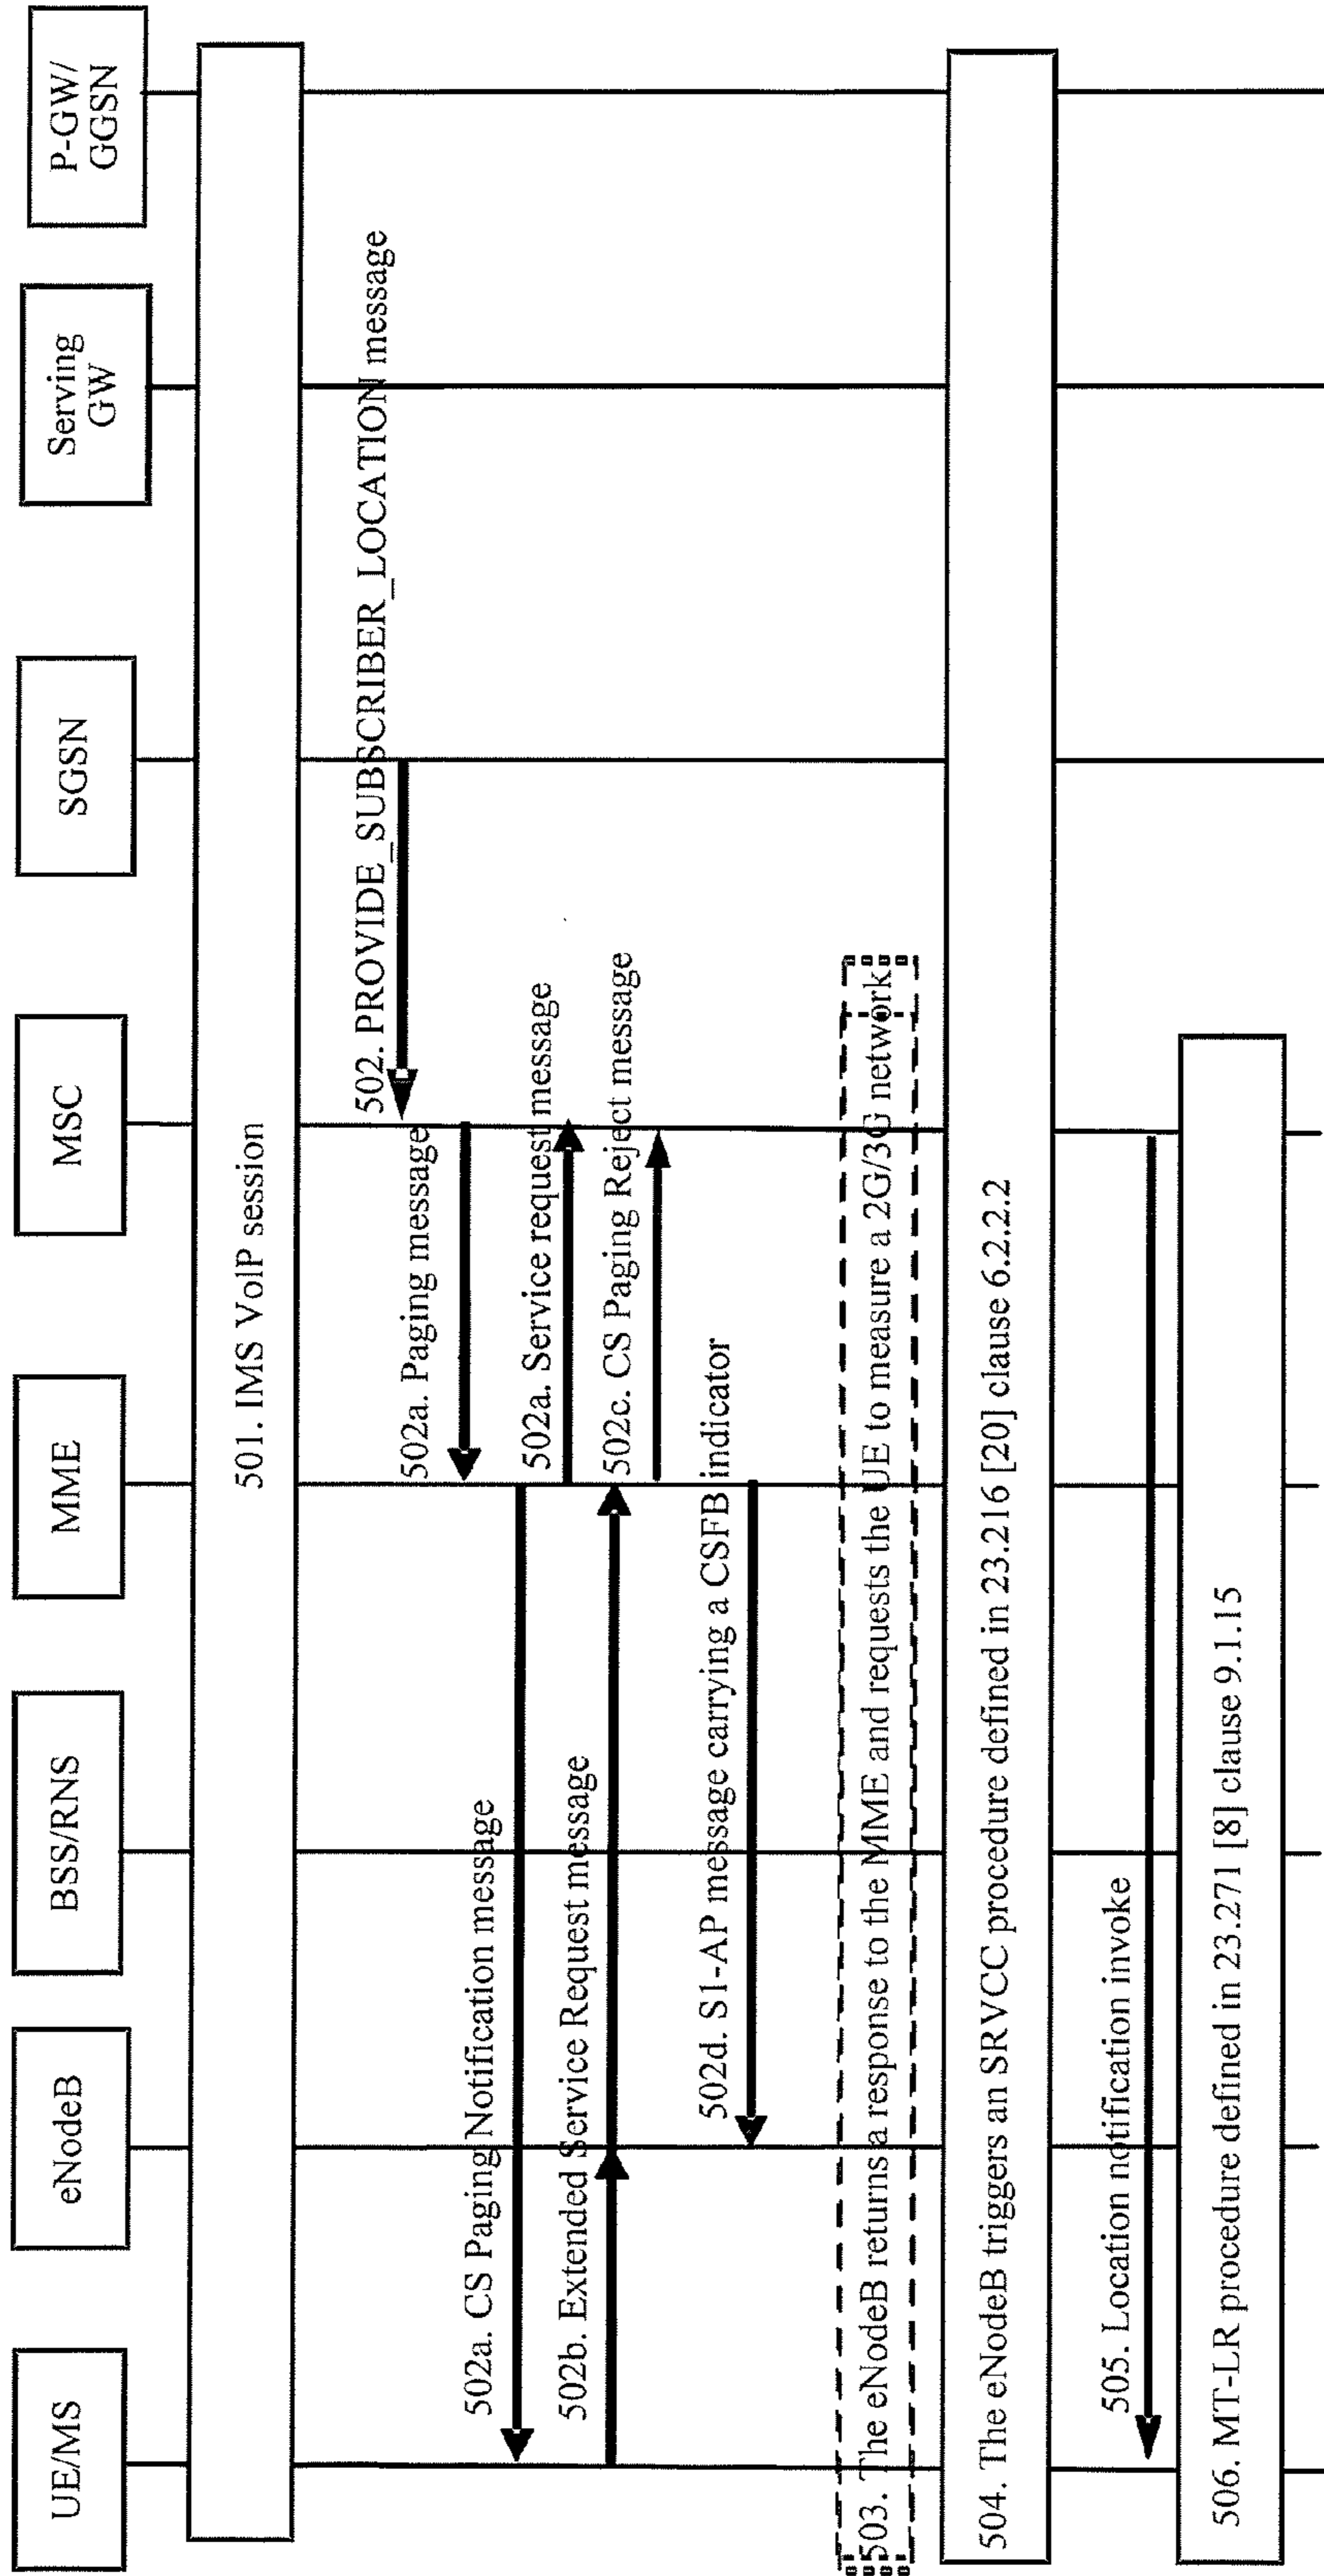 UE/MS
eNodeB
BSS/RNS
MME
MSC
SGSN
Serving
GW
P-GW/
GGSN
501. IMS VoIP session
502. PROVIDE_SUBSCRIBER_LOCATION message
502a. Paging message
502a. CS Paging Notification message
502a. Service request message
502b. Extended Service Request message
502c. CS Paging Reject message
502d. S1-AP message carrying a CSFB indicator
503. The eNodeB returns a response to the MME and requests the UE to measure a 2G/3G network
504. The eNodeB triggers an SRVCC procedure defined in 23.216 [20] clause 6.2.2.2
505. Location notification invoke
506. MT-LR procedure defined in 23.271 [8] clause 9.1.15